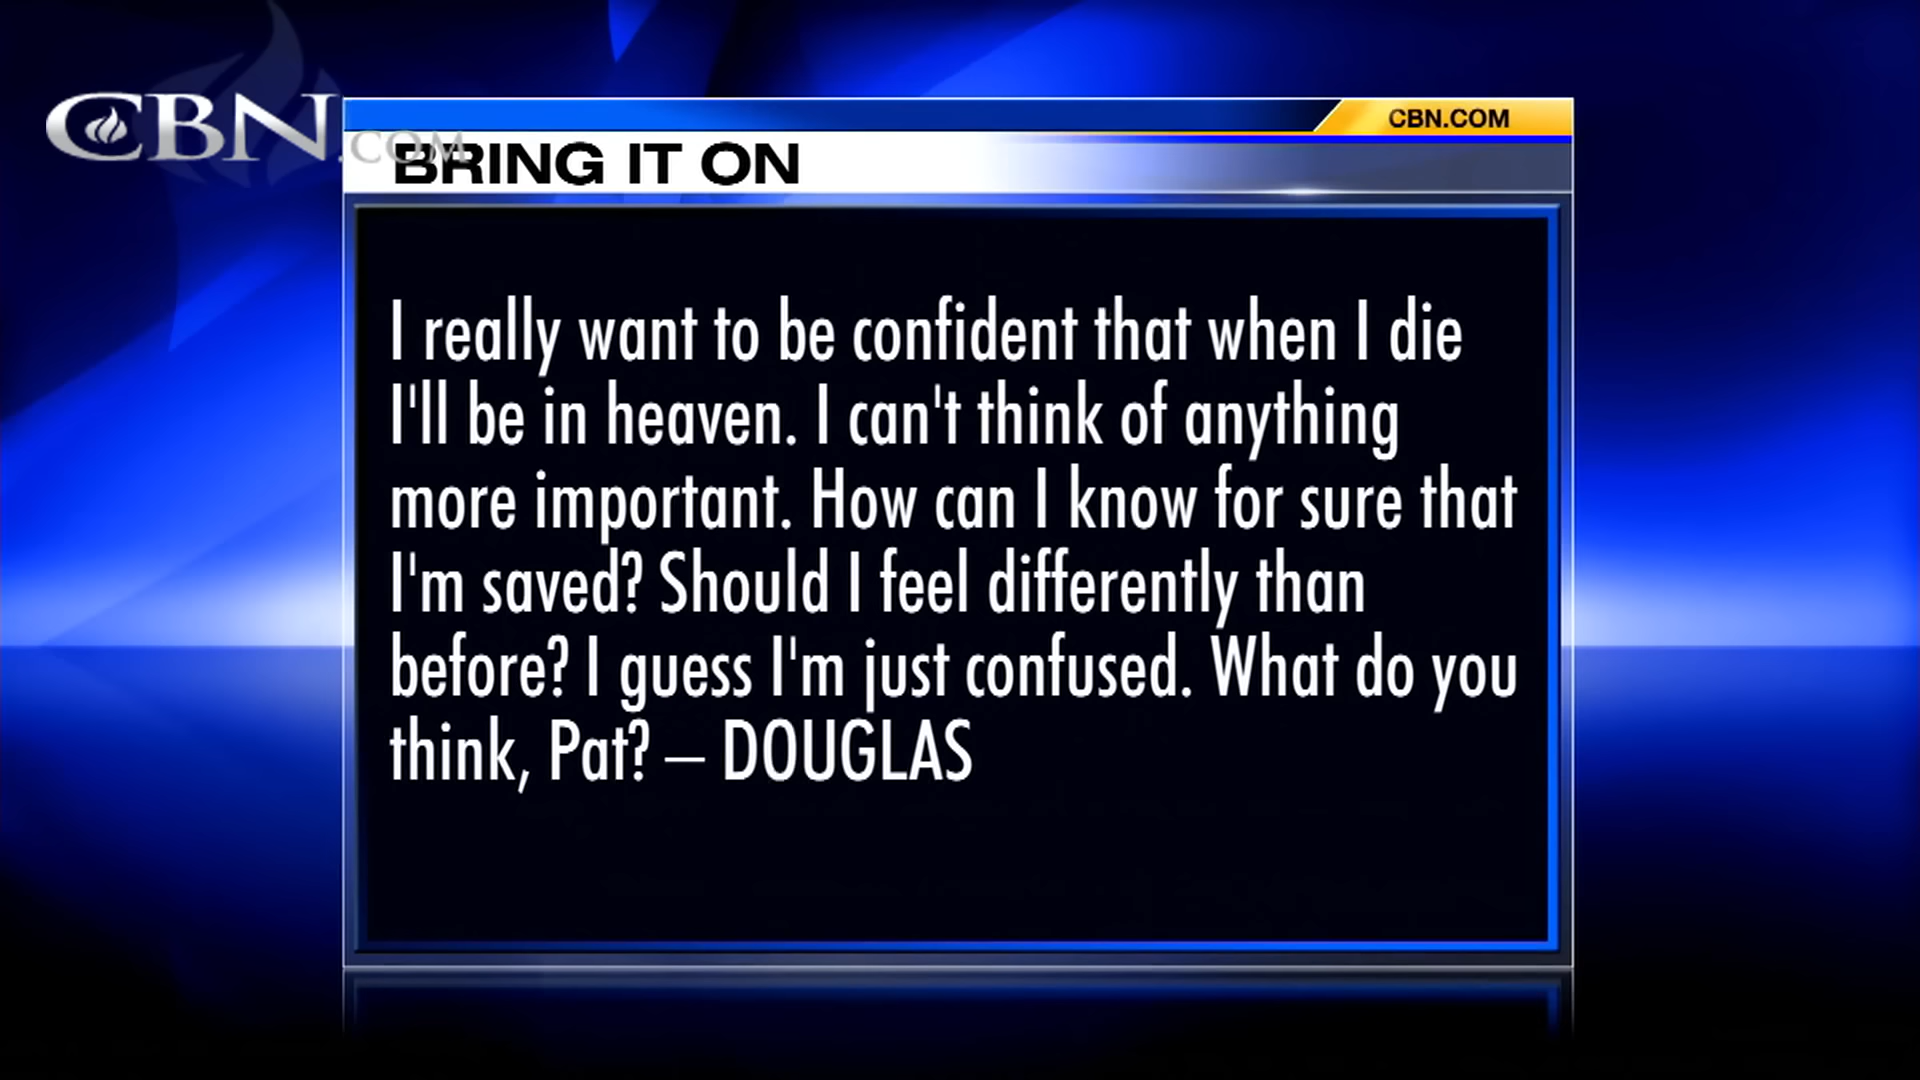 CBN.COM
CBN.COM
BRING IT ON
I really want to be confident that when I die
I'll be in heaven. I can't think of anything
more important. How can I know for sure that
I'm saved? Should I feel differently than
before? I guess I'm just confused. What do you
think, Pat? – DOUGLAS